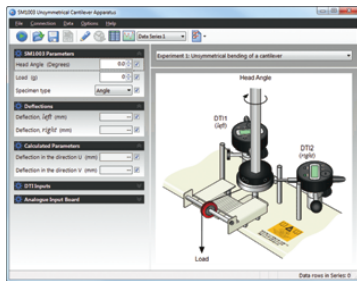 SM1003 Unsymmetrical Cantilever Apparatus
File Connection Data Options Help
Data Series 1
SM1003 Parameters
Head Angle (Degrees) 0.0
Load (g) 0
Specimen type Angle
Deflections
Deflection, left (mm) --
Deflection, right (mm) --
Calculated Parameters
Deflection in the direction U (mm) --
Deflection in the direction V (mm) --
DTI Inputs
Analogue Input Board
Experiment 1: Unsymmetrical bending of a cantilever
Head Angle
DTI1
(left)
DTI2
(right)
Load
Data rows in Series: 0